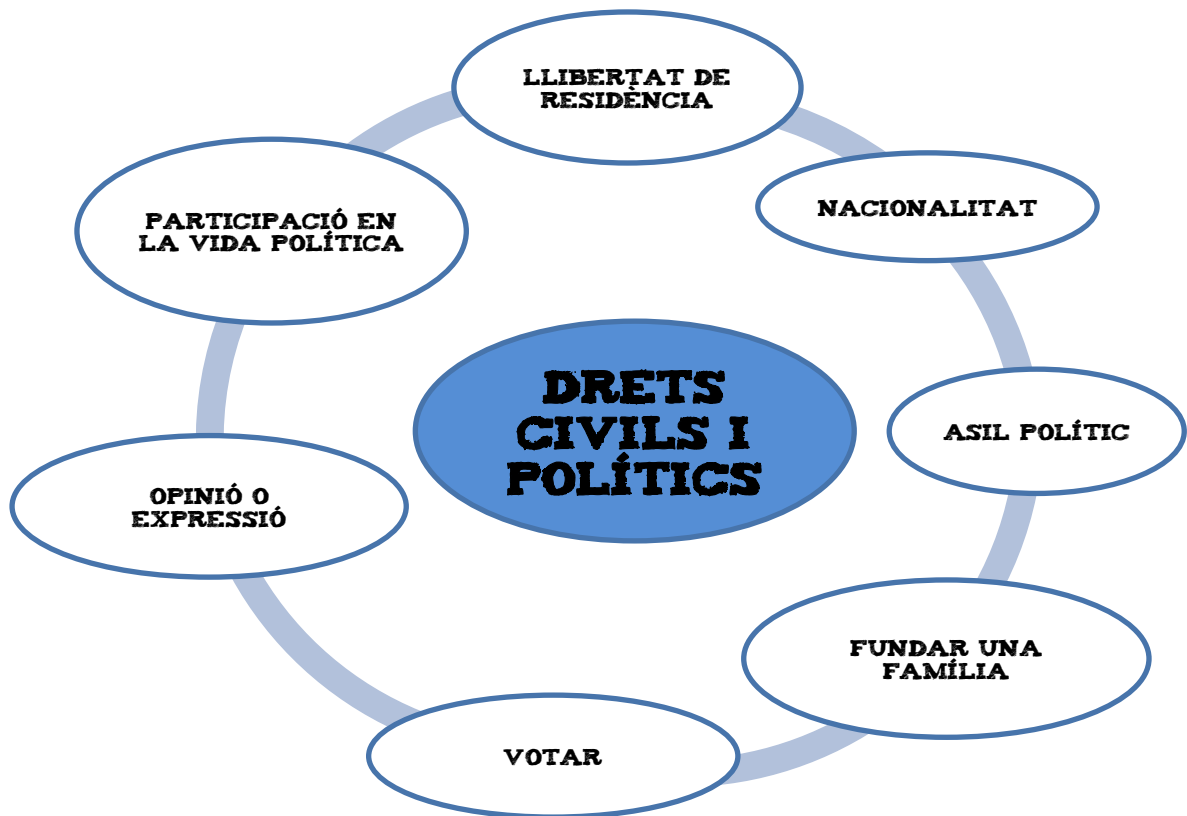 LLIBERTAT DE
RESIDÈNCIA
NACIONALITAT
PARTICIPACIÓ EN
LA VIDA POLÍTICA
DRETS
CIVILS I
POLÍTICS
ASIL POLÍTIC
OPINIÓ O
EXPRESSIÓ
FUNDAR UNA
FAMÍLIA
VOTAR